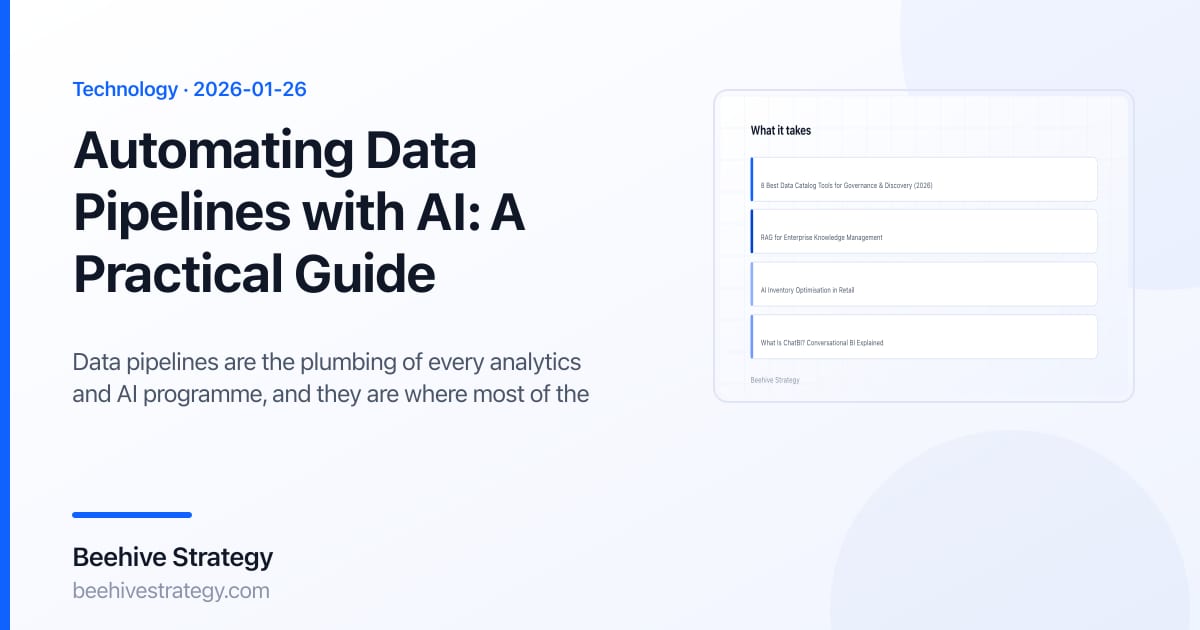 Technology · 2026-01-26
Automating Data
Pipelines with AI: A
Practical Guide
Data pipelines are the plumbing of every analytics
and AI programme, and they are where most of the
Beehive Strategy
beehivestrategy.com
What it takes
8 Best Data Catalog Tools for Governance & Discovery (2026)
RAG for Enterprise Knowledge Management
AI Inventory Optimisation in Retail
What Is ChatBI? Conversational BI Explained
Beehive Strategy